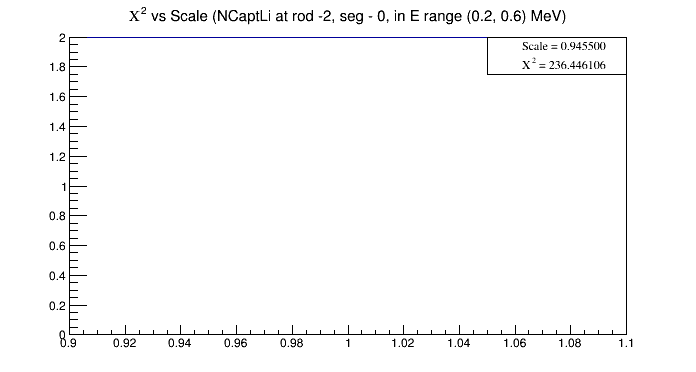 X² vs Scale (NCaptLi at rod -2, seg - 0, in E range (0.2, 0.6) MeV)
Scale = 0.945500
X² = 236.446106
2
1.8
1.6
1.4
1.2
1
0.8
0.6
0.4
0.2
0
0.9 0.92 0.94 0.96 0.98 1 1.02 1.04 1.06 1.08 1.1